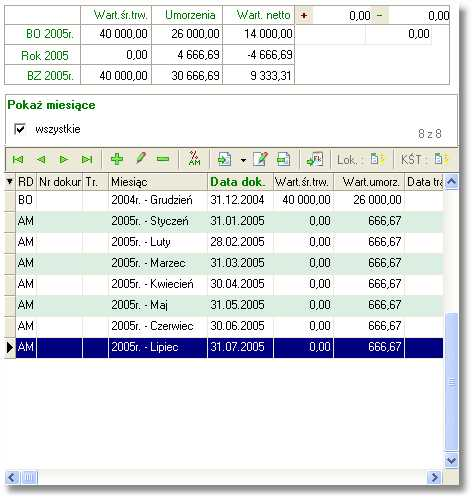 Wart.śr.trw. Umorzenia Wart. netto + 0,00 − 0,00
BO 2005r. 40 000,00 26 000,00 14 000,00 0,00
Rok 2005 0,00 4 666,69 -4 666,69
BZ 2005r. 40 000,00 30 666,69 9 333,31
Pokaż miesiące
wszystkie
8 z 8
% AM Fk Lok. : KŚT :
RD Nr dokur Tr. Miesiąc Data dok. Wart.śr.trw. Wart.umorz. Data tra
BO 2004r. - Grudzień 31.12.2004 40 000,00 26 000,00
AM 2005r. - Styczeń 31.01.2005 0,00 666,67
AM 2005r. - Luty 28.02.2005 0,00 666,67
AM 2005r. - Marzec 31.03.2005 0,00 666,67
AM 2005r. - Kwiecień 30.04.2005 0,00 666,67
AM 2005r. - Maj 31.05.2005 0,00 666,67
AM 2005r. - Czerwiec 30.06.2005 0,00 666,67
AM 2005r. - Lipiec 31.07.2005 0,00 666,67